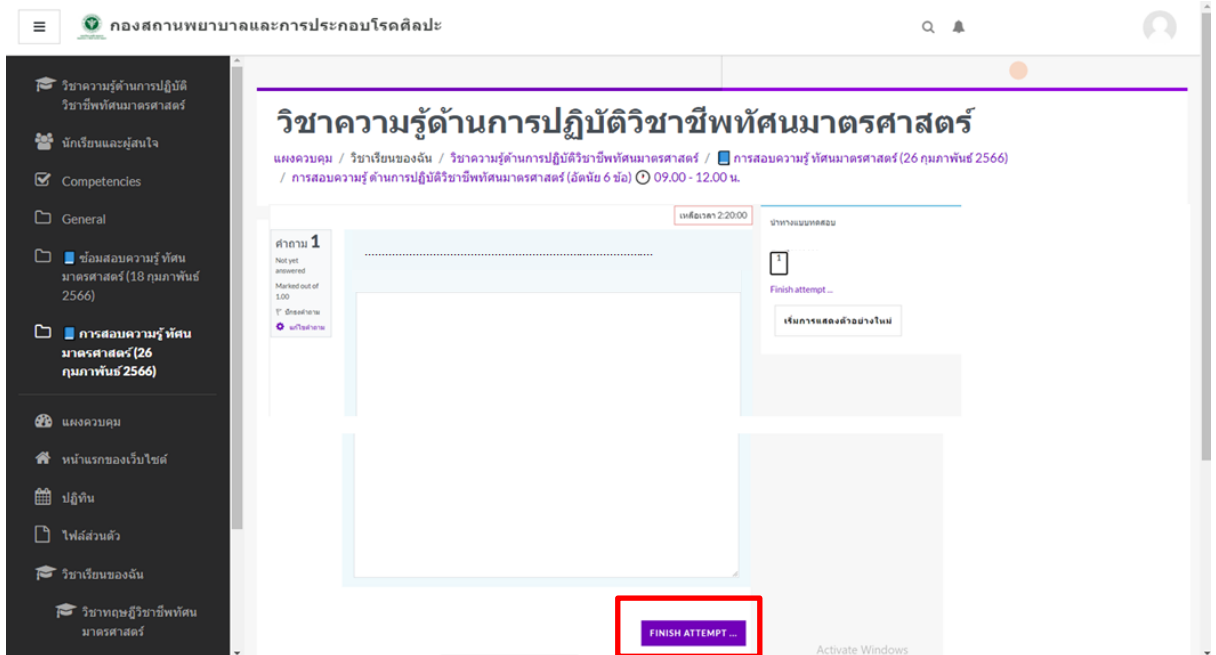 กองสถานพยาบาลและการประกอบโรคศิลปะ
วิชาความรู้ด้านการปฏิบัติ
วิชาชีพทัศนมาตรศาสตร์
นักเรียนและผู้สนใจ
Competencies
General
📘 ซ้อมสอบความรู้ ทัศน
มาตรศาสตร์ (18 กุมภาพันธ์
2566)
📘 การสอบความรู้ ทัศน
มาตรศาสตร์ (26
กุมภาพันธ์ 2566)
แผงควบคุม
หน้าแรกของเว็บไซต์
ปฏิทิน
ไฟล์ส่วนตัว
วิชาเรียนของฉัน
วิชาทฤษฎีวิชาชีพทัศน
มาตรศาสตร์
วิชาความรู้ด้านการปฏิบัติวิชาชีพทัศนมาตรศาสตร์
แผงควบคุม / วิชาเรียนของฉัน / วิชาความรู้ด้านการปฏิบัติวิชาชีพทัศนมาตรศาสตร์ / 📘 การสอบความรู้ ทัศนมาตรศาสตร์ (26 กุมภาพันธ์ 2566)
/ การสอบความรู้ ด้านการปฏิบัติวิชาชีพทัศนมาตรศาสตร์ (อัตนัย 6 ข้อ) 🕐 09.00 - 12.00 น.
เหลือเวลา 2:20:00
คำถาม 1
Not yet
answered
Marked out of
1.00
ปักธงคำถาม
แก้ไขคำถาม
นำทางแบบทดสอบ
1
Finish attempt ...
เริ่มการแสดงตัวอย่างใหม่
FINISH ATTEMPT ...
Activate Windows